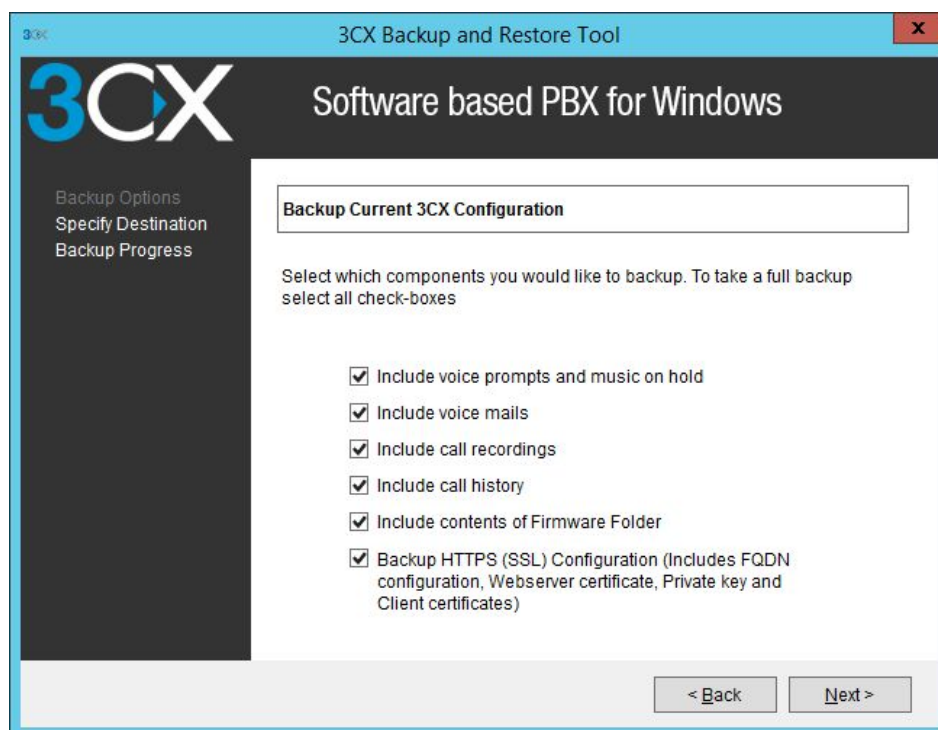 3CX
3CX Backup and Restore Tool
x
3CX
Software based PBX for Windows
Backup Options
Specify Destination
Backup Progress
Backup Current 3CX Configuration
Select which components you would like to backup. To take a full backup
select all check-boxes
Include voice prompts and music on hold
Include voice mails
Include call recordings
Include call history
Include contents of Firmware Folder
Backup HTTPS (SSL) Configuration (Includes FQDN
configuration, Webserver certificate, Private key and
Client certificates)
< Back
Next >